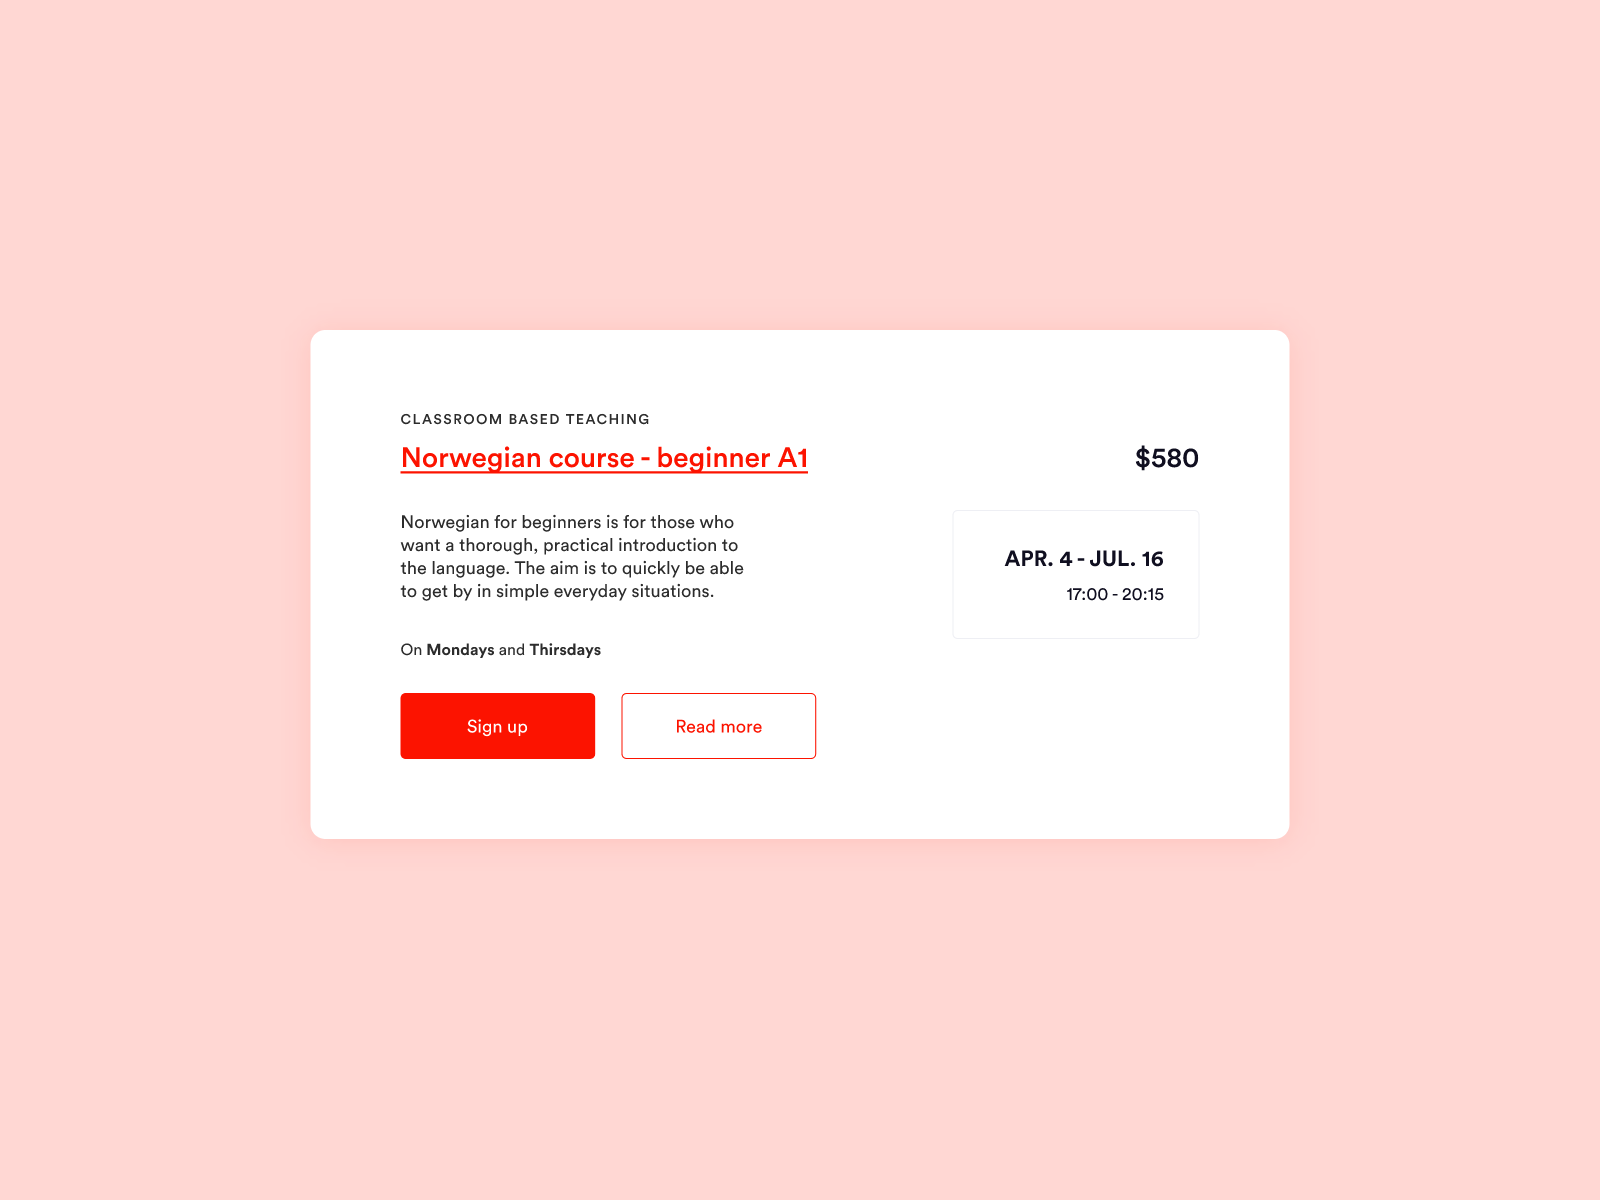 CLASSROOM BASED TEACHING
Norwegian course - beginner A1
$580
Norwegian for beginners is for those who
want a thorough, practical introduction to
the language. The aim is to quickly be able
to get by in simple everyday situations.
APR. 4 - JUL. 16
17:00 - 20:15
On Mondays and Thirsdays
Sign up
Read more